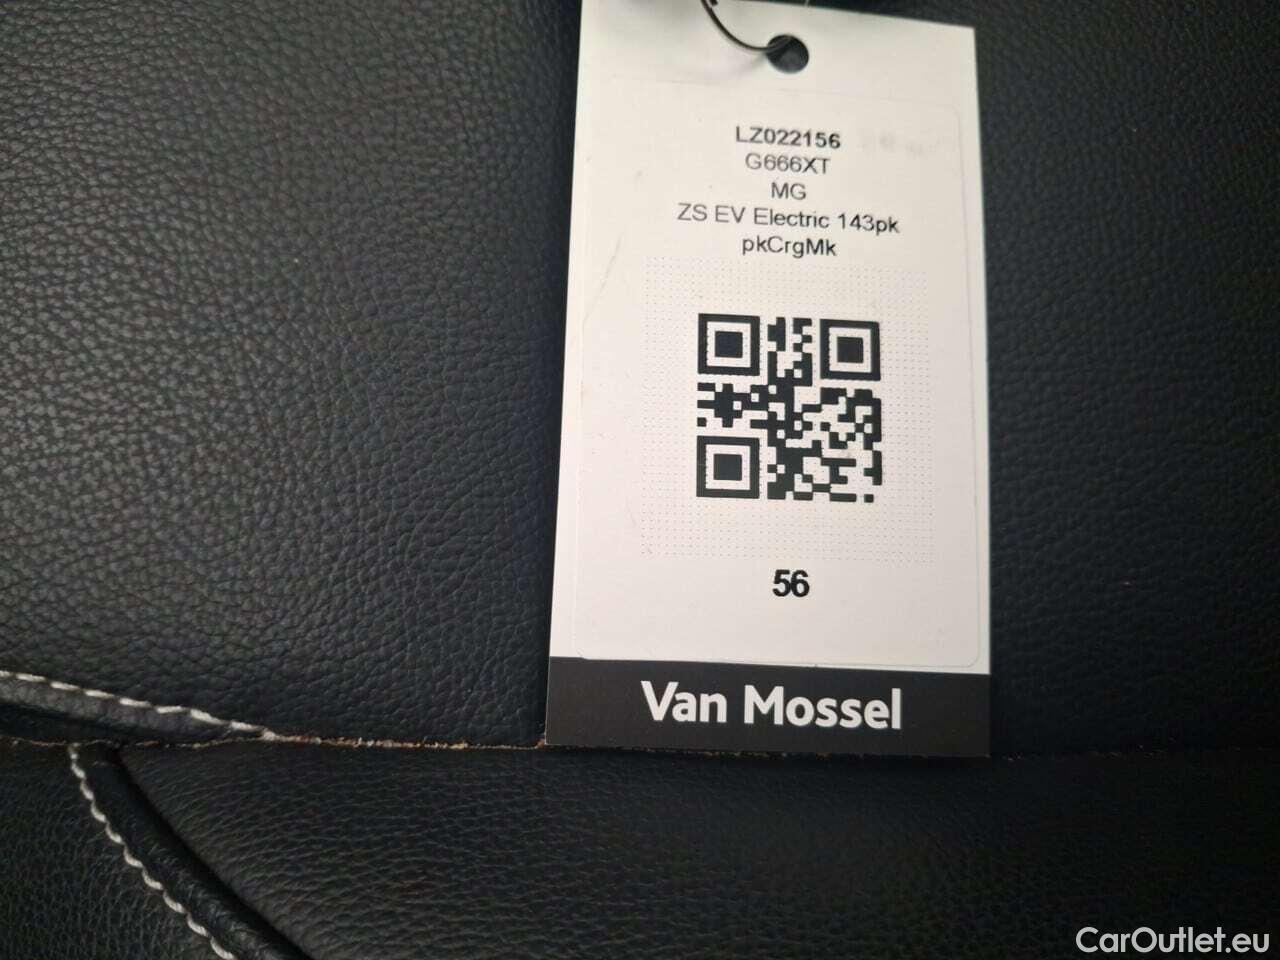 LZ022156
G666XT
MG
ZS EV Electric 143pk
pkCrgMk
56
Van Mossel
CarOutlet.eu